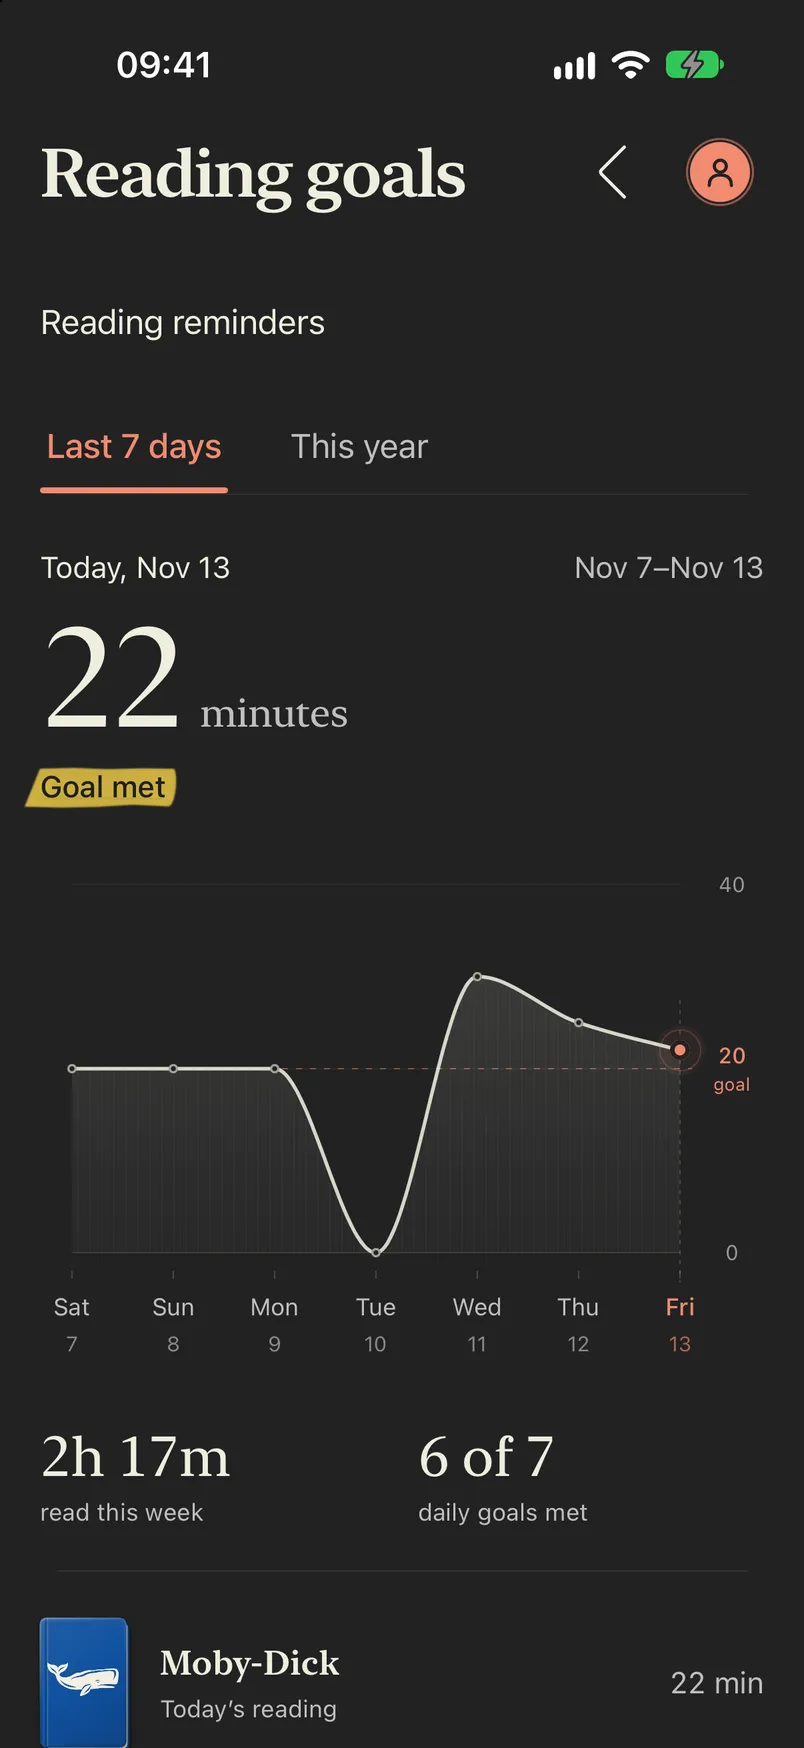 09:41
Reading goals
Reading reminders
Last 7 days This year
Today, Nov 13 Nov 7–Nov 13
22 minutes
Goal met
40
20
goal
0
Sat Sun Mon Tue Wed Thu Fri
7 8 9 10 11 12 13
2h 17m 6 of 7
read this week daily goals met
Moby-Dick
22 min
Today’s reading